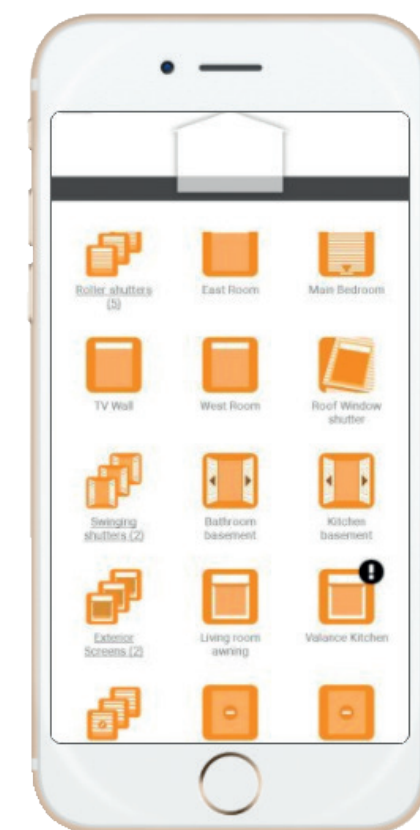 Roller shutters
(5)
East Room
Main Bedroom
TV Wall
West Room
Roof Window
shutter
Swinging
shutters (2)
Bathroom
basement
Kitchen
basement
Exterior
Screens (2)
Living room
awning
Valance Kitchen